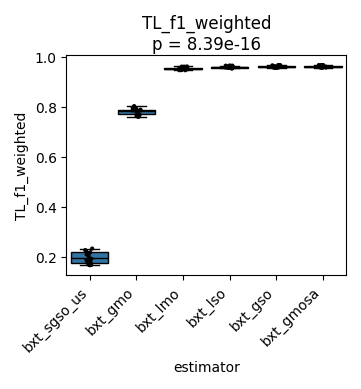 TL_f1_weighted
p = 8.39e-16
TL_f1_weighted
1.0
0.8
0.6
0.4
0.2
bxt_sgso_us
bxt_gmo
bxt_lmo
bxt_lso
bxt_gso
bxt_gmosa
estimator